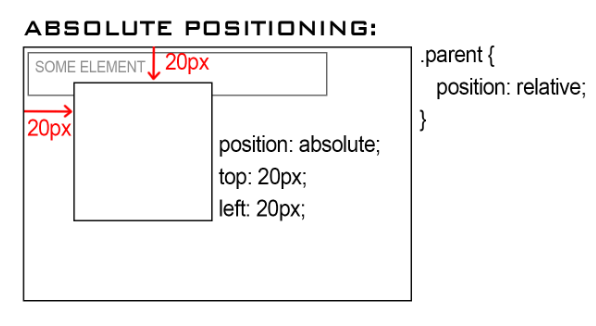 ABSOLUTE POSITIONING:
SOME ELEMENT
20px
20px
position: absolute;
top: 20px;
left: 20px;
.parent {
position: relative;
}